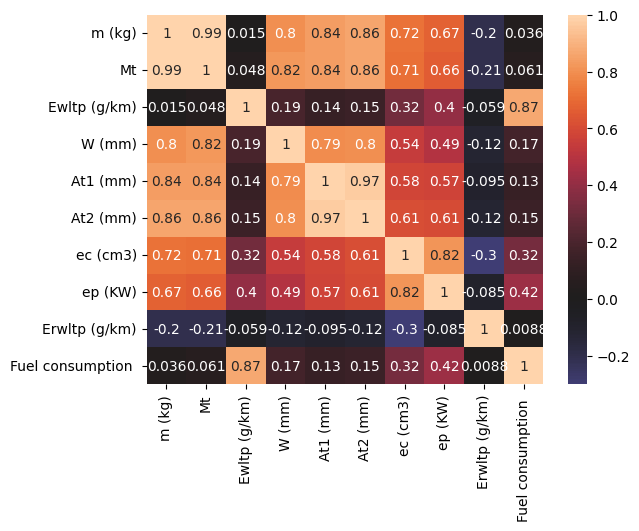 m (kg) 1 0.99 0.015 0.8 0.84 0.86 0.72 0.67 -0.2 0.036
Mt 0.99 1 0.048 0.82 0.84 0.86 0.71 0.66 -0.21 0.061
Ewltp (g/km) 0.015 0.048 1 0.19 0.14 0.15 0.32 0.4 -0.059 0.87
W (mm) 0.8 0.82 0.19 1 0.79 0.8 0.54 0.49 -0.12 0.17
At1 (mm) 0.84 0.84 0.14 0.79 1 0.97 0.58 0.57 -0.095 0.13
At2 (mm) 0.86 0.86 0.15 0.8 0.97 1 0.61 0.61 -0.12 0.15
ec (cm3) 0.72 0.71 0.32 0.54 0.58 0.61 1 0.82 -0.3 0.32
ep (KW) 0.67 0.66 0.4 0.49 0.57 0.61 0.82 1 -0.085 0.42
Erwltp (g/km) -0.2 -0.21 -0.059 -0.12 -0.095 -0.12 -0.3 -0.085 1 0.0088
Fuel consumption 0.036 0.061 0.87 0.17 0.13 0.15 0.32 0.42 0.0088 1
m (kg)
Mt
Ewltp (g/km)
W (mm)
At1 (mm)
At2 (mm)
ec (cm3)
ep (KW)
Erwltp (g/km)
Fuel consumption
1.0
0.8
0.6
0.4
0.2
0.0
−0.2